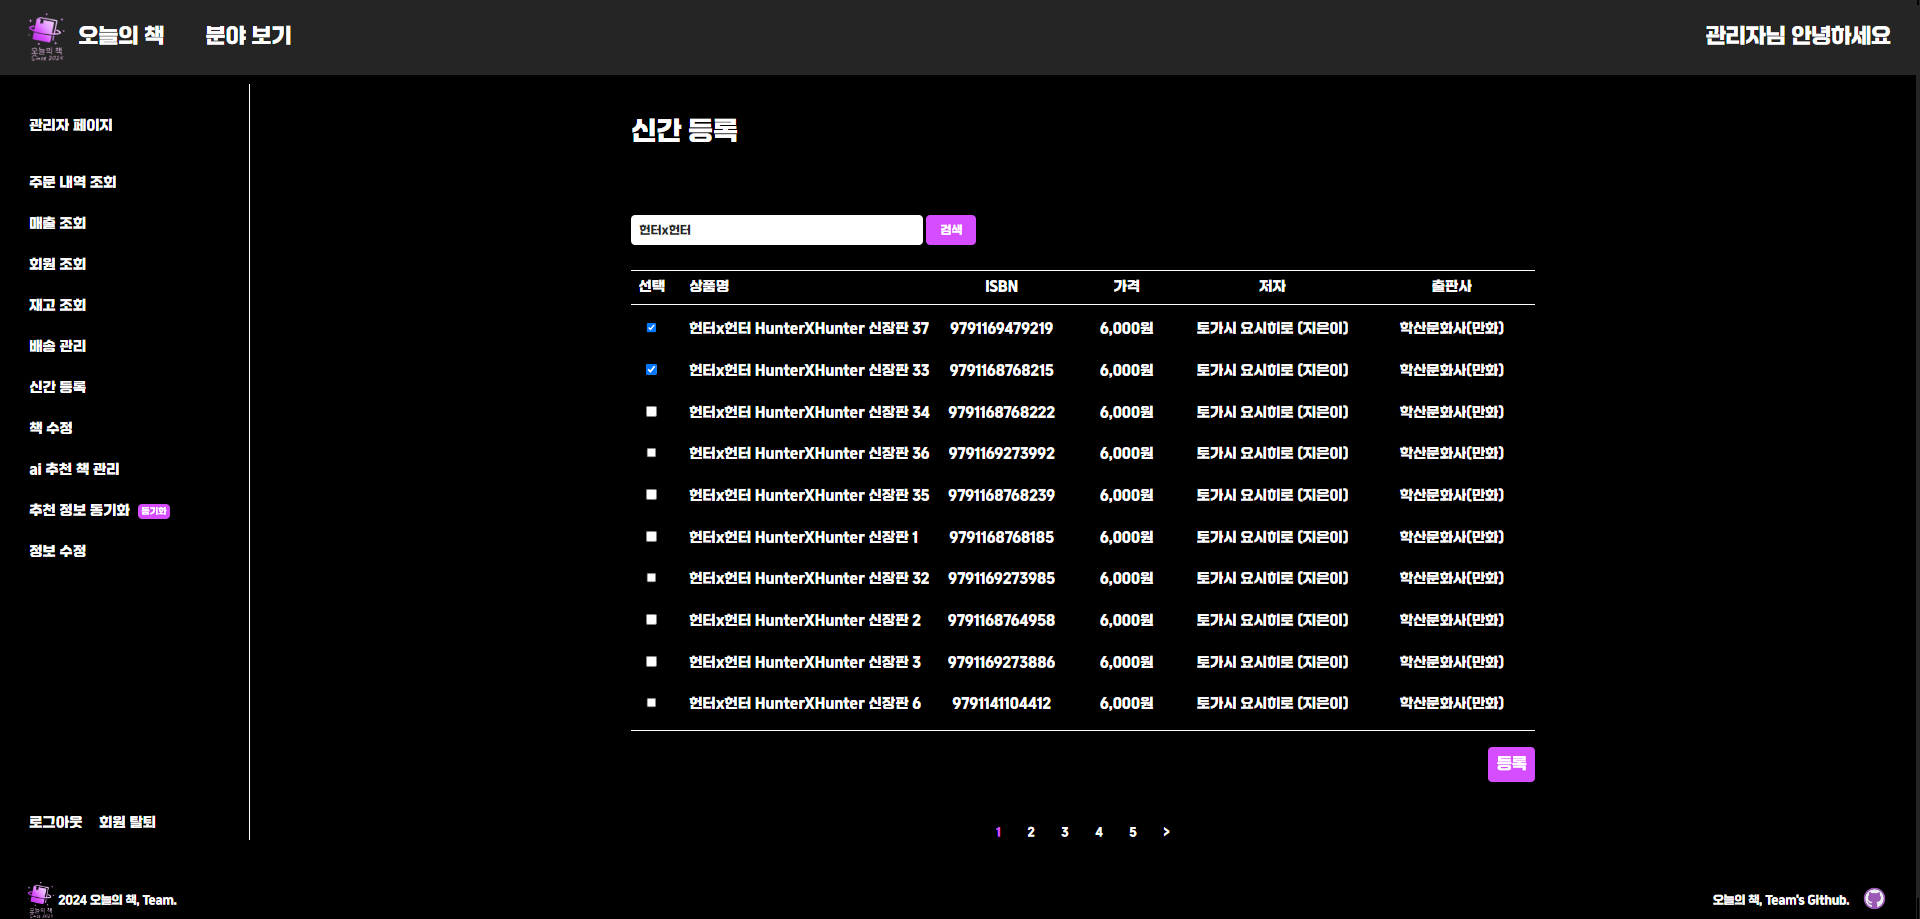 오늘의 책 분야 보기 관리자님 안녕하세요
오늘의 책
Since 2024
관리자 페이지
주문 내역 조회
매출 조회
회원 조회
재고 조회
배송 관리
신간 등록
책 수정
ai 추천 책 관리
추천 정보 동기화 동기화
정보 수정
로그아웃 회원 탈퇴
신간 등록
헌터x헌터 검색
선택 상품명 ISBN 가격 저자 출판사
헌터x헌터 HunterXHunter 신장판 37 9791169479219 6,000원 토가시 요시히로 (지은이) 학산문화사(만화)
헌터x헌터 HunterXHunter 신장판 33 9791168768215 6,000원 토가시 요시히로 (지은이) 학산문화사(만화)
헌터x헌터 HunterXHunter 신장판 34 9791168768222 6,000원 토가시 요시히로 (지은이) 학산문화사(만화)
헌터x헌터 HunterXHunter 신장판 36 9791169273992 6,000원 토가시 요시히로 (지은이) 학산문화사(만화)
헌터x헌터 HunterXHunter 신장판 35 9791168768239 6,000원 토가시 요시히로 (지은이) 학산문화사(만화)
헌터x헌터 HunterXHunter 신장판 1 9791168768185 6,000원 토가시 요시히로 (지은이) 학산문화사(만화)
헌터x헌터 HunterXHunter 신장판 32 9791169273985 6,000원 토가시 요시히로 (지은이) 학산문화사(만화)
헌터x헌터 HunterXHunter 신장판 2 9791168764958 6,000원 토가시 요시히로 (지은이) 학산문화사(만화)
헌터x헌터 HunterXHunter 신장판 3 9791169273886 6,000원 토가시 요시히로 (지은이) 학산문화사(만화)
헌터x헌터 HunterXHunter 신장판 6 9791141104412 6,000원 토가시 요시히로 (지은이) 학산문화사(만화)
등록
1 2 3 4 5 >
오늘의 책
Since 2024
2024 오늘의 책, Team. 오늘의 책, Team's Github.